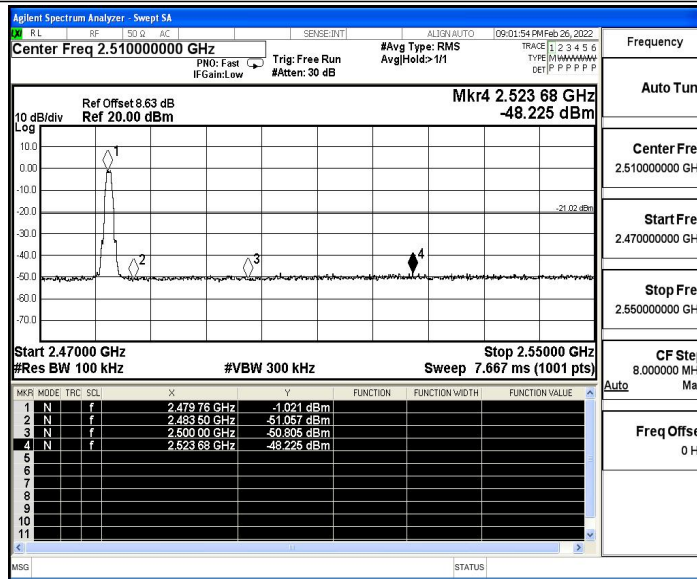 Agilent Spectrum Analyzer - Swept SA
RL RF 50 Ω AC SENSE:INT ALIGN AUTO 09:01:54 PM Feb 26, 2022
Center Freq 2.510000000 GHz
PNO: Fast
IFGain:Low
Trig: Free Run
#Atten: 30 dB
#Avg Type: RMS
Avg|Hold:>1/1
TRACE 1 2 3 4 5 6
TYPE M WWWWW
DET P P P P P P
Frequency
Auto Tun
Center Fre
2.510000000 GH
Start Fre
2.470000000 GH
Stop Fre
2.550000000 GH
CF Ste
8.000000 MH
Auto Ma
Freq Offse
0 H
Ref Offset 8.63 dB
10 dB/div Ref 20.00 dBm
Log
Mkr4 2.523 68 GHz
-48.225 dBm
10.0
0.00
-10.0
-20.0
-30.0
-40.0
-50.0
-60.0
-70.0
1
2
3
4
-21.02 dBm
Start 2.47000 GHz Stop 2.55000 GHz
#Res BW 100 kHz #VBW 300 kHz Sweep 7.667 ms (1001 pts)
MKR MODE TRC SCL X Y FUNCTION FUNCTION WIDTH FUNCTION VALUE
1 N f 2.479 76 GHz -1.021 dBm
2 N f 2.483 50 GHz -51.057 dBm
3 N f 2.500 00 GHz -50.805 dBm
4 N f 2.523 68 GHz -48.225 dBm
5
6
7
8
9
10
11
MSG STATUS